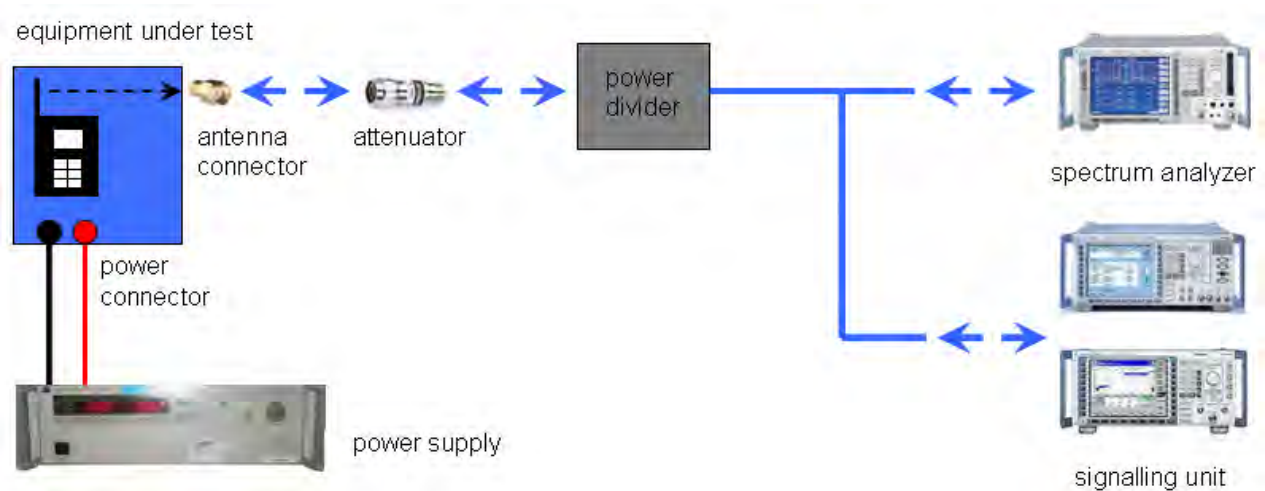 equipment under test
power
divider
antenna
connector
attenuator
spectrum analyzer
power
connector
power supply
signalling unit